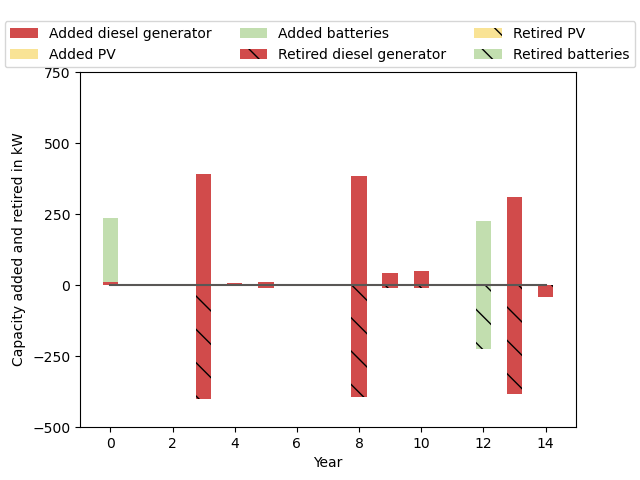 Added diesel generator Added batteries Retired PV
Added PV Retired diesel generator Retired batteries
750
500
250
0
−250
−500
Capacity added and retired in kW
0 2 4 6 8 10 12 14
Year